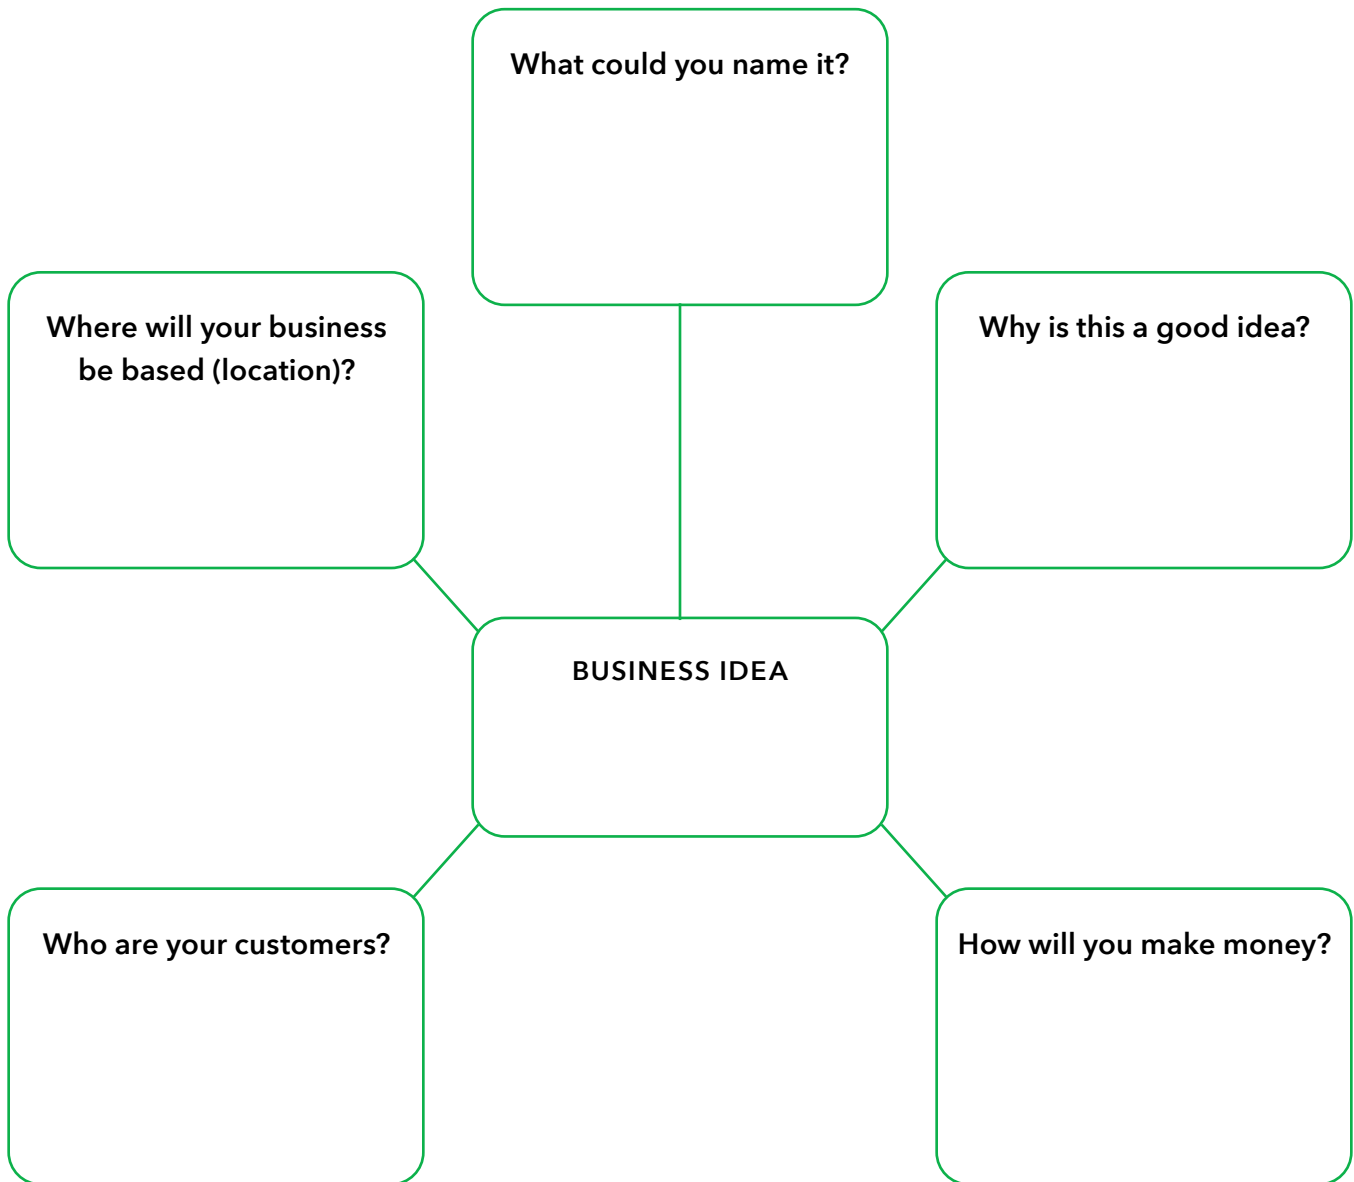 What could you name it?
Where will your business
be based (location)?
Why is this a good idea?
BUSINESS IDEA
Who are your customers?
How will you make money?